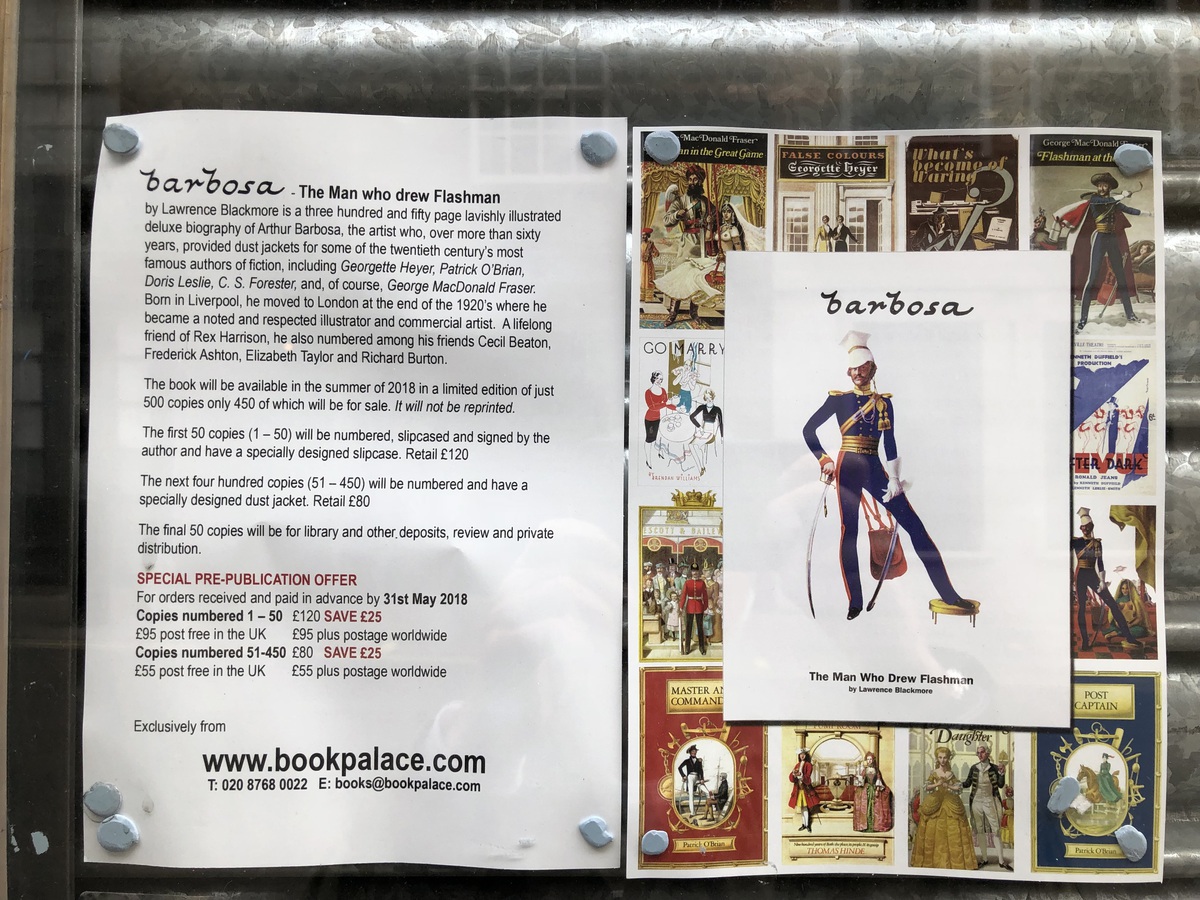 barbosa - The Man who drew Flashman
by Lawrence Blackmore is a three hundred and fifty page lavishly illustrated
deluxe biography of Arthur Barbosa, the artist who, over more than sixty
years, provided dust jackets for some of the twentieth century's most
famous authors of fiction, including Georgette Heyer, Patrick O'Brian,
Doris Leslie, C. S. Forester, and, of course, George MacDonald Fraser.
Born in Liverpool, he moved to London at the end of the 1920's where he
became a noted and respected illustrator and commercial artist. A lifelong
friend of Rex Harrison, he also numbered among his friends Cecil Beaton,
Frederick Ashton, Elizabeth Taylor and Richard Burton.
The book will be available in the summer of 2018 in a limited edition of just
500 copies only 450 of which will be for sale. It will not be reprinted.
The first 50 copies (1 – 50) will be numbered, slipcased and signed by the
author and have a specially designed slipcase. Retail £120
The next four hundred copies (51 – 450) will be numbered and have a
specially designed dust jacket. Retail £80
The final 50 copies will be for library and other deposits, review and private
distribution.
SPECIAL PRE-PUBLICATION OFFER
For orders received and paid in advance by 31st May 2018
Copies numbered 1 – 50 £120 SAVE £25
£95 post free in the UK £95 plus postage worldwide
Copies numbered 51-450 £80 SAVE £25
£55 post free in the UK £55 plus postage worldwide
Exclusively from
www.bookpalace.com
T: 020 8768 0022 E: books@bookpalace.com
MacDonald Fraser
in the Great Game
FALSE COLOURS
Georgette Heyer
What's
become of
Waring
George MacDonald
Flashman at the
GO MARRY
BRENDAN WILLIAMS
DUFFIELD'S
PRODUCTION
DARK
RONALD JEANS
barbosa
The Man Who Drew Flashman
by Lawrence Blackmore
MASTER AN
COMMAND
Patrick O'Brian
THOMAS HINDE
Daughter
POST
CAPTAIN
Patrick O'Brian